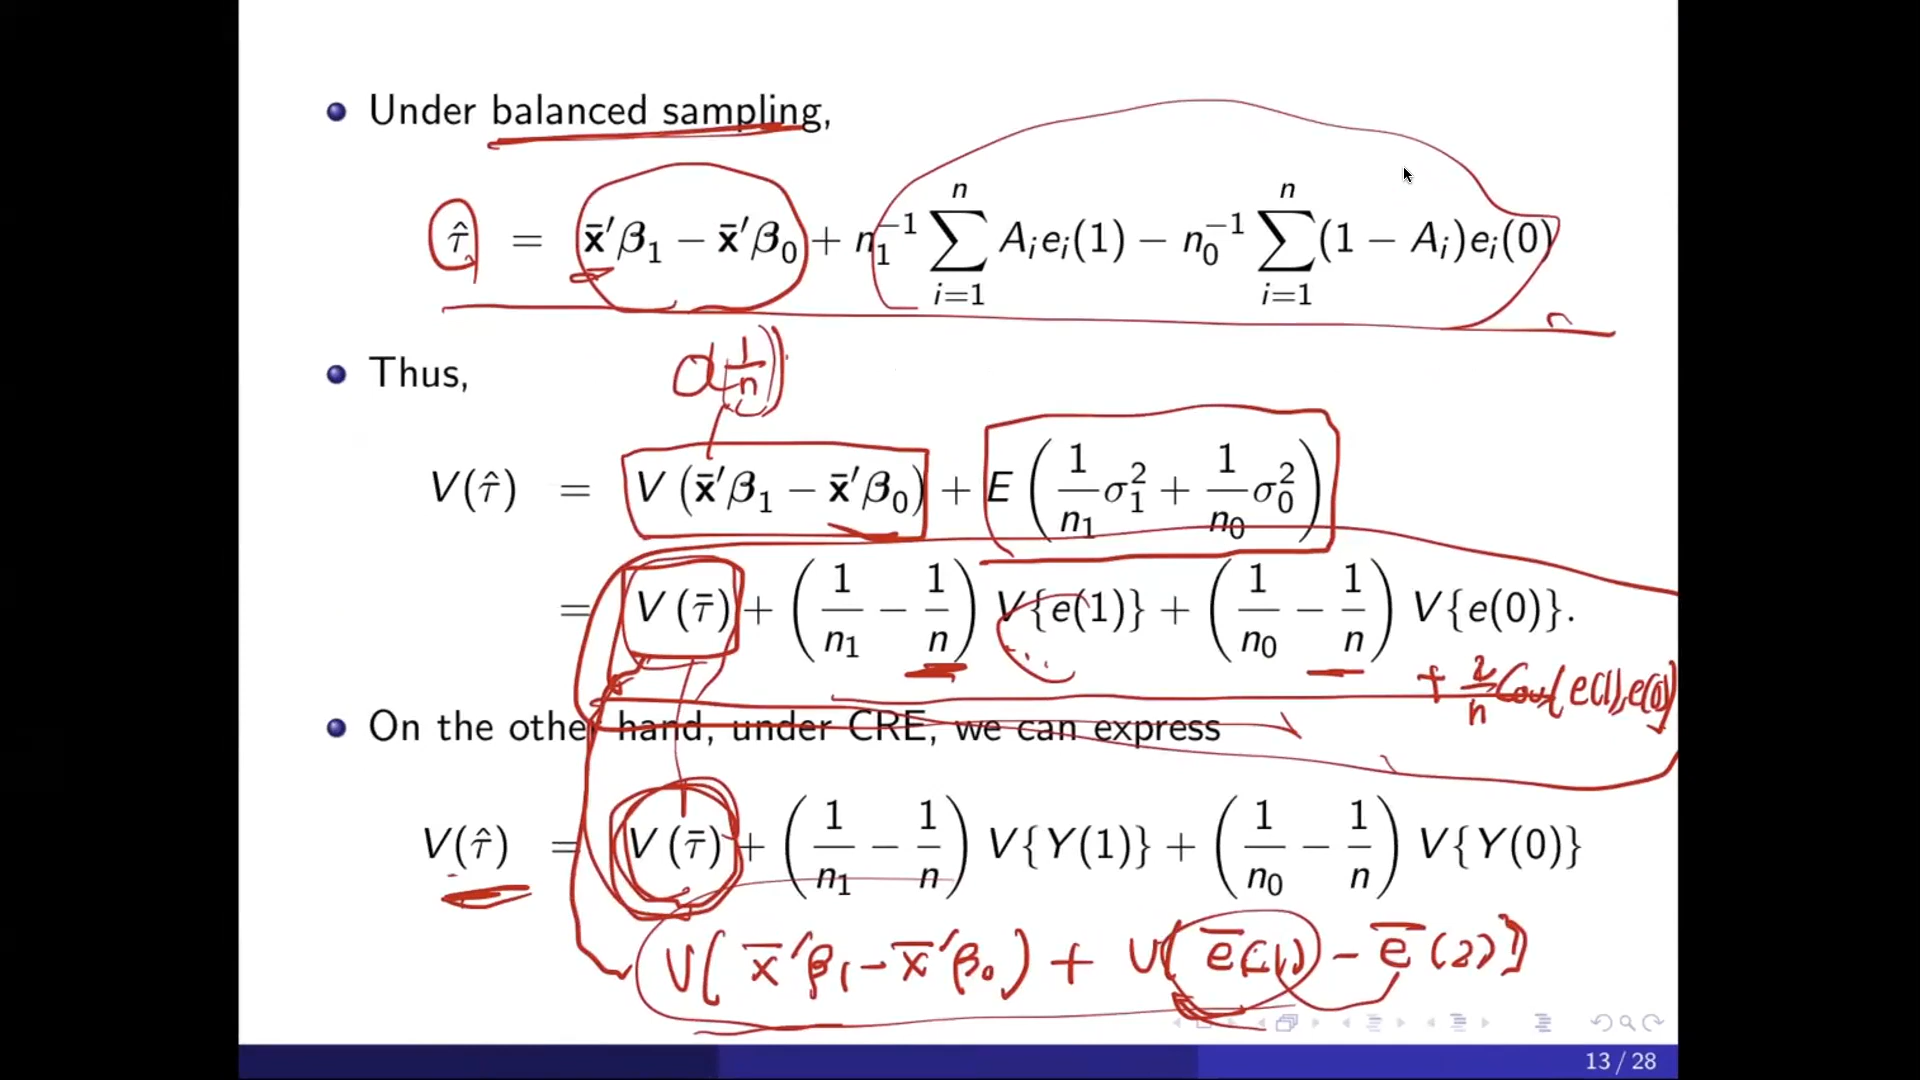 Under balanced sampling,
τ̂ = x̄′β₁ − x̄′β₀ + n₁⁻¹ ∑ᵢ₌₁ⁿ Aᵢeᵢ(1) − n₀⁻¹ ∑ᵢ₌₁ⁿ (1 − Aᵢ)eᵢ(0)
Thus,
V(τ̂) = V (x̄′β₁ − x̄′β₀) + E (1/n₁ σ₁² + 1/n₀ σ₀²)
= V (τ̄) + (1/n₁ − 1/n) V{e(1)} + (1/n₀ − 1/n) V{e(0)}.
+ 2/n Cov(e(1), e(0))
On the other hand, under CRE, we can express
V(τ̂) = V (τ̄) + (1/n₁ − 1/n) V{Y(1)} + (1/n₀ − 1/n) V{Y(0)}
V( x̄′β₁ − x̄′β₀ ) + V( ē(1) − ē(2))
13 / 28